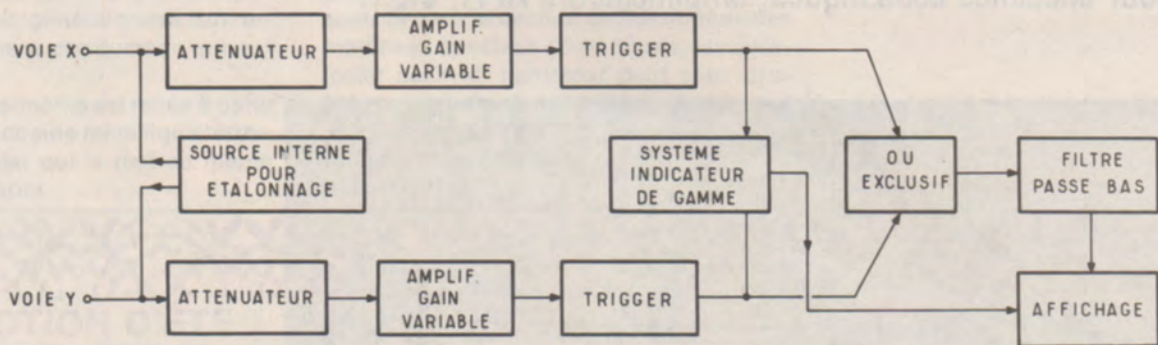 VOIE X
ATTENUATEUR
AMPLIF.
GAIN
VARIABLE
TRIGGER
SOURCE INTERNE
POUR
ETALONNAGE
SYSTEME
INDICATEUR
DE GAMME
OU
EXCLUSIF
FILTRE
PASSE BAS
VOIE Y
ATTENUATEUR
AMPLIF.
GAIN
VARIABLE
TRIGGER
AFFICHAGE